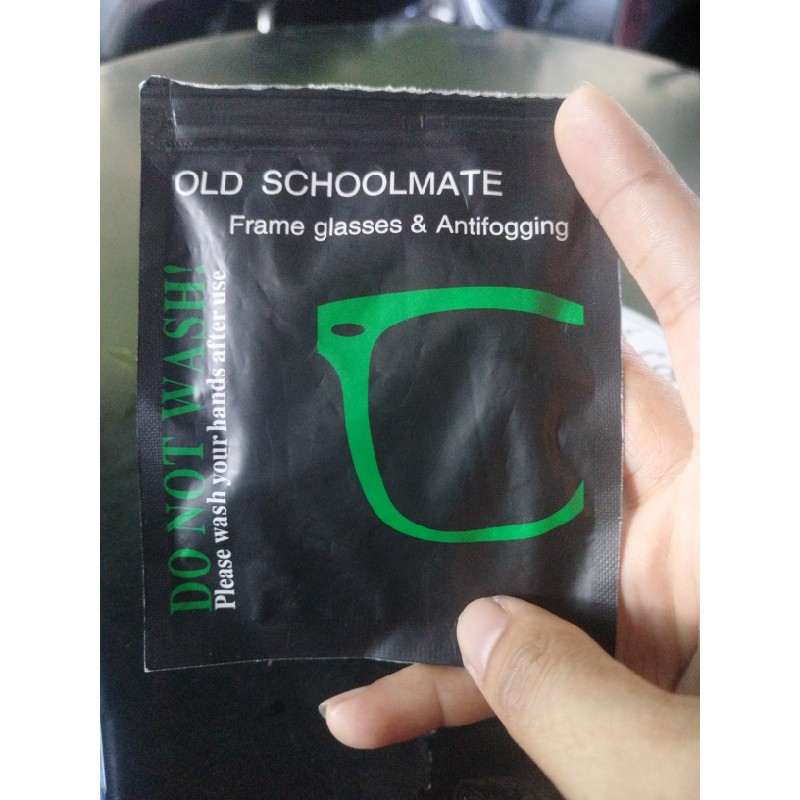 OLD SCHOOLMATE
Frame glasses & Antifogging
DO NOT WASH!
Please wash your hands after use